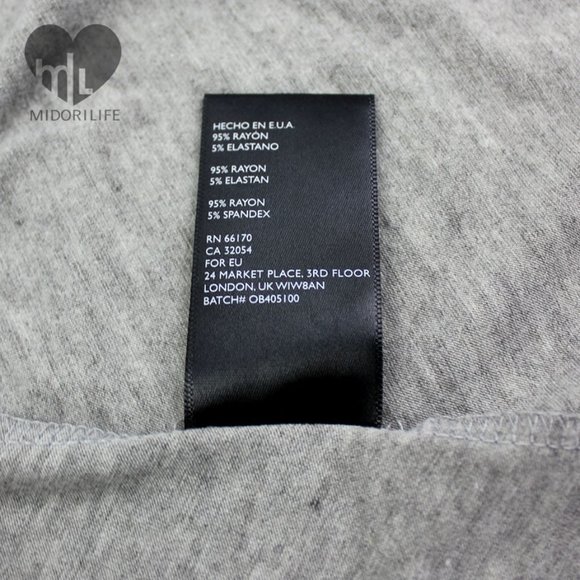 mL
MIDORILIFE
HECHO EN E.U.A.
95% RAYÓN
5% ELASTANO
95% RAYON
5% ELASTAN
95% RAYON
5% SPANDEX
RN 66170
CA 32054
FOR EU
24 MARKET PLACE, 3RD FLOOR
LONDON, UK WIW8AN
BATCH# OB405100